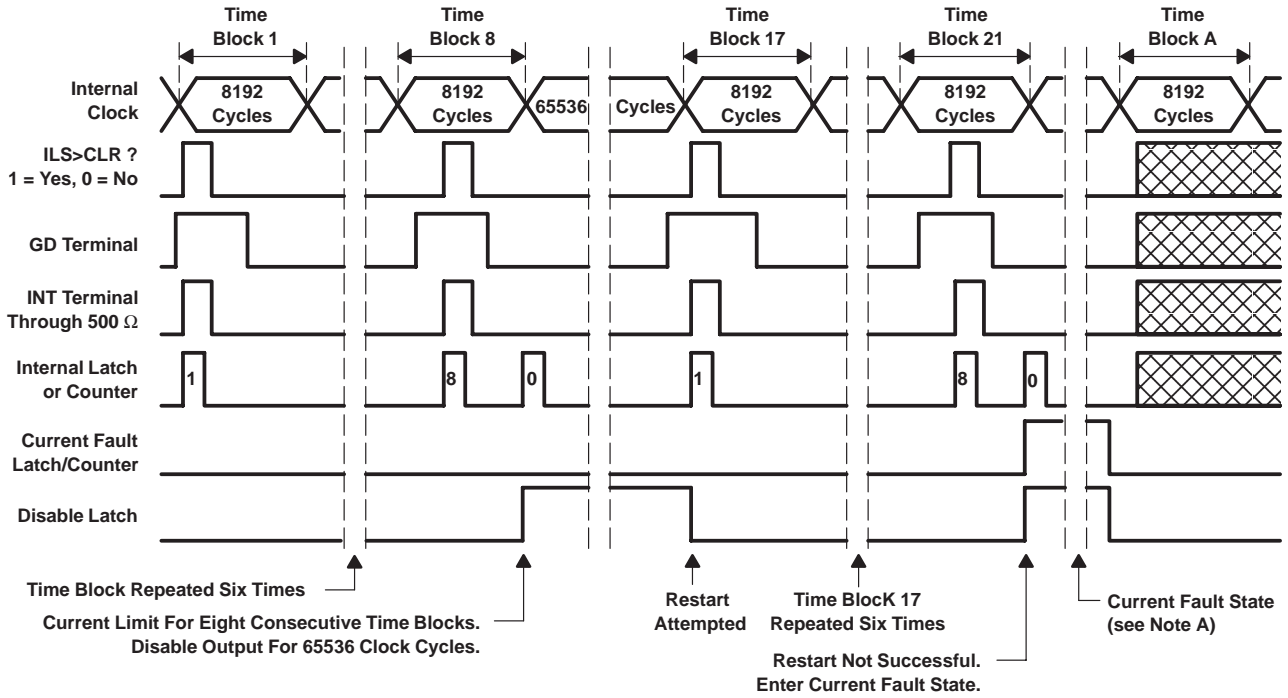 Time
Block 1
Time
Block 8
Time
Block 17
Time
Block 21
Time
Block A
Internal
Clock
8192
Cycles
8192
Cycles
65536
Cycles
8192
Cycles
8192
Cycles
8192
Cycles
ILS>CLR ?
1 = Yes, 0 = No
GD Terminal
INT Terminal
Through 500 Ω
Internal Latch
or Counter
1
8
0
1
8
0
Current Fault
Latch/Counter
Disable Latch
Time Block Repeated Six Times
Current Limit For Eight Consecutive Time Blocks.
Disable Output For 65536 Clock Cycles.
Restart
Attempted
Time BlocK 17
Repeated Six Times
Restart Not Successful.
Enter Current Fault State.
Current Fault State
(see Note A)